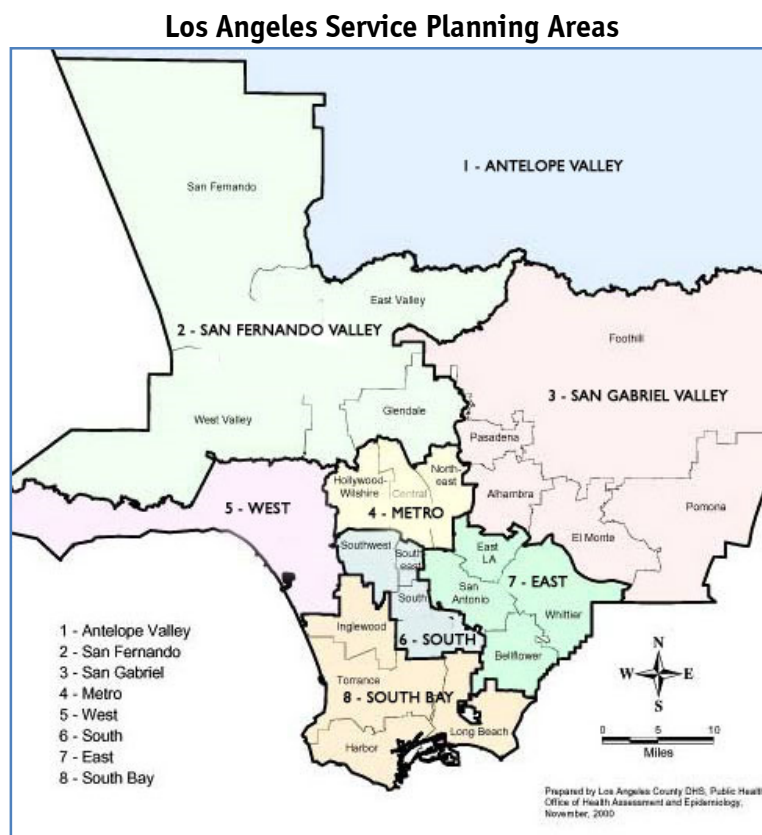 Los Angeles Service Planning Areas
1 - ANTELOPE VALLEY
San Fernando
East Valley
2 - SAN FERNANDO VALLEY
Foothill
3 - SAN GABRIEL VALLEY
West Valley
Glendale
Pasadena
Hollywood-
Wilshire
Central
North-
east
Alhambra
Pomona
5 - WEST
4 - METRO
El Monte
Southwest
South
east
East
LA
7 - EAST
San
Antonio
South
Whittier
Inglewood
6 - SOUTH
Bellflower
Torrance
8 - SOUTH BAY
Harbor
Long Beach
1 - Antelope Valley
2 - San Fernando
3 - San Gabriel
4 - Metro
5 - West
6 - South
7 - East
8 - South Bay
N
W E
S
0 5 10
Miles
Prepared by Los Angeles County DHS, Public Health
Office of Health Assessment and Epidemiology,
November, 2000